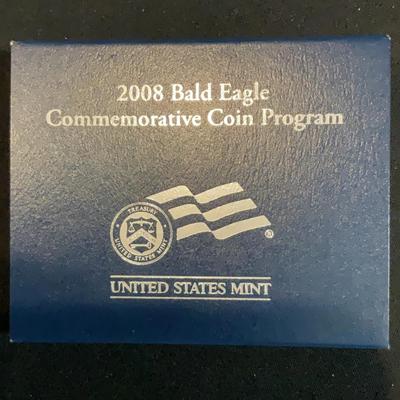 2008 Bald Eagle
Commemorative Coin Program
TREASURY
UNITED STATES MINT
®
UNITED STATES MINT